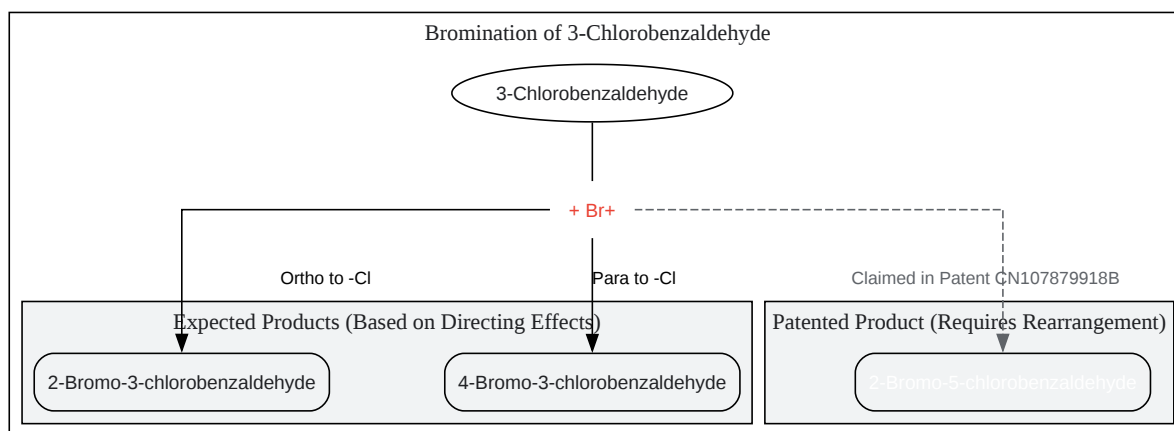 Bromination of 3-Chlorobenzaldehyde
3-Chlorobenzaldehyde
+ Br+
Ortho to -Cl
Para to -Cl
Claimed in Patent CN107879918B
Expected Products (Based on Directing Effects)
Patented Product (Requires Rearrangement)
2-Bromo-3-chlorobenzaldehyde
4-Bromo-3-chlorobenzaldehyde
2-Bromo-5-chlorobenzaldehyde